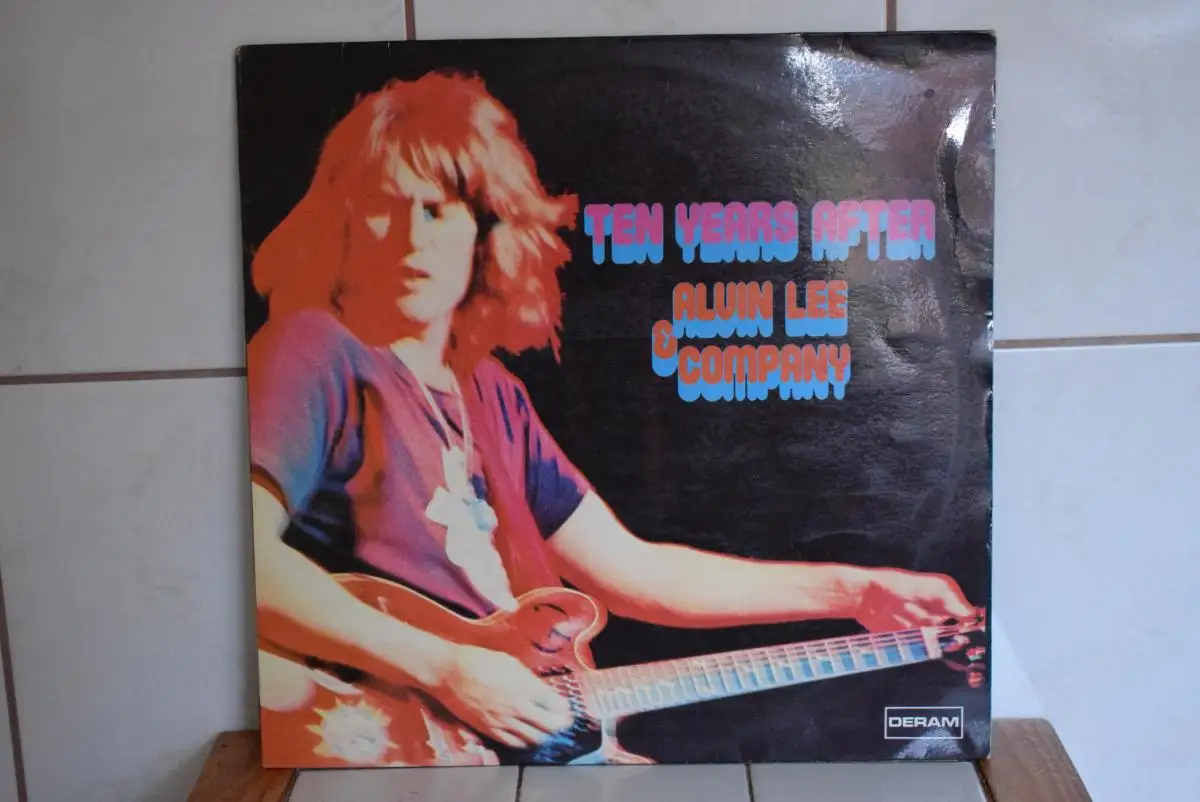 TEN YEARS AFTER
ALVIN LEE
& COMPANY
DERAM